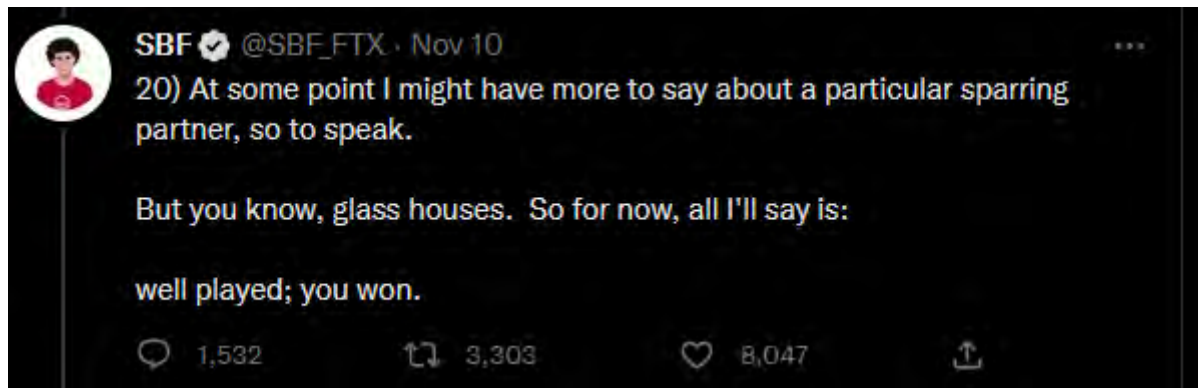 SBF @SBF_FTX · Nov 10
20) At some point I might have more to say about a particular sparring
partner, so to speak.
But you know, glass houses.  So for now, all I'll say is:
well played; you won.
1,532 3,303 8,047